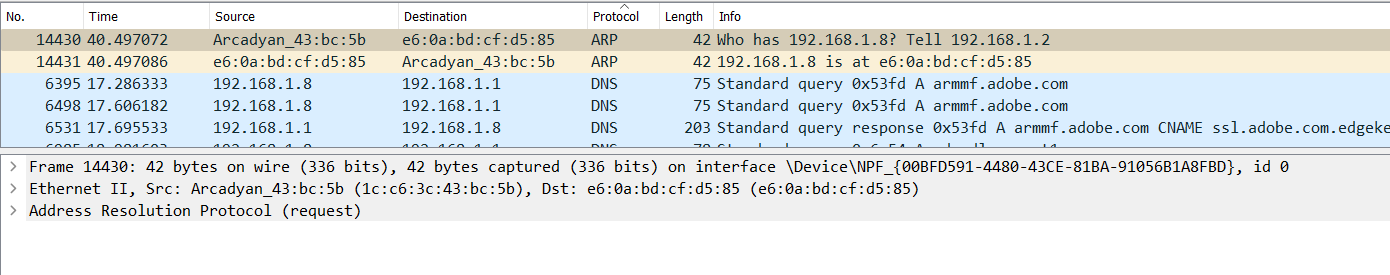 No. Time Source Destination Protocol Length Info
14430 40.497072 Arcadyan_43:bc:5b e6:0a:bd:cf:d5:85 ARP 42 Who has 192.168.1.8? Tell 192.168.1.2
14431 40.497086 e6:0a:bd:cf:d5:85 Arcadyan_43:bc:5b ARP 42 192.168.1.8 is at e6:0a:bd:cf:d5:85
6395 17.286333 192.168.1.8 192.168.1.1 DNS 75 Standard query 0x53fd A armmf.adobe.com
6498 17.606182 192.168.1.8 192.168.1.1 DNS 75 Standard query 0x53fd A armmf.adobe.com
6531 17.695533 192.168.1.1 192.168.1.8 DNS 203 Standard query response 0x53fd A armmf.adobe.com CNAME ssl.adobe.com.edgeke
Frame 14430: 42 bytes on wire (336 bits), 42 bytes captured (336 bits) on interface \Device\NPF_{00BFD591-4480-43CE-81BA-91056B1A8FBD}, id 0
Ethernet II, Src: Arcadyan_43:bc:5b (1c:c6:3c:43:bc:5b), Dst: e6:0a:bd:cf:d5:85 (e6:0a:bd:cf:d5:85)
Address Resolution Protocol (request)